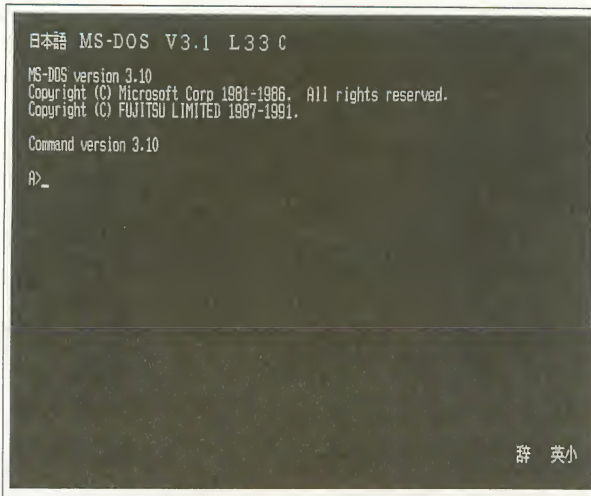 日本語 MS-DOS V3.1 L33C
MS-DOS version 3.10
Copyright (C) Microsoft Corp 1981-1986. All rights reserved.
Copyright (C) FUJITSU LIMITED 1987-1991.
Command version 3.10
A>_
辞 英小